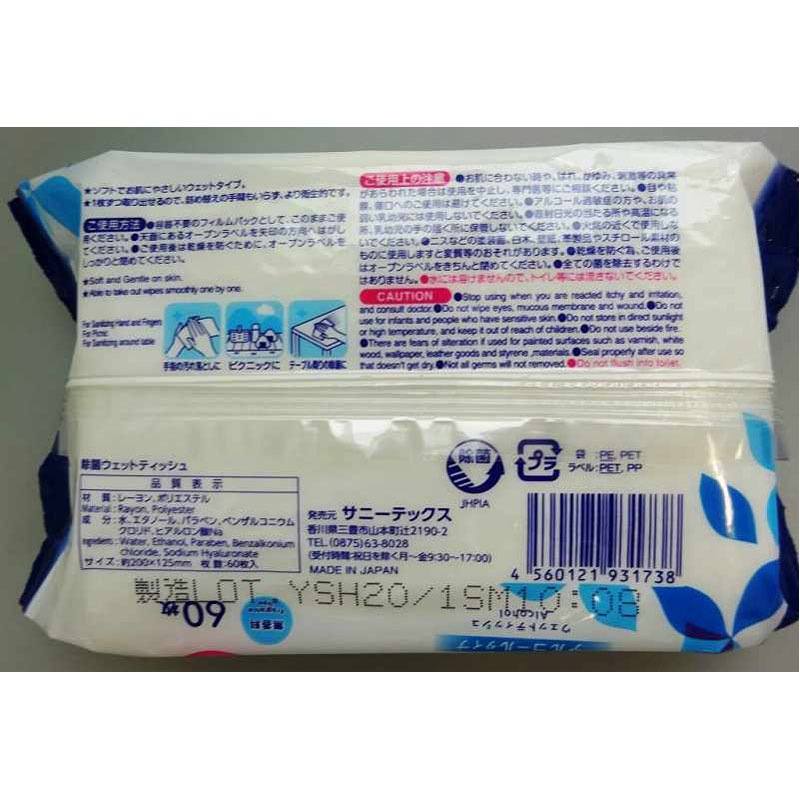 ★ソフトでお肌にやさしいウェットタイプ。
★1枚ずつ取り出せるので、詰め替えの手間もいらず、より衛生的です。
ご使用方法 ●容器不要のフィルムパックとして、このままご使
用ください。●天面にあるオープンラベルを矢印の方向へはがし
てください。●ご使用後は乾燥を防ぐために、オープンラベルを
しっかりと閉めてください。
★Soft and Gentle on skin.
★Able to take out wipes smoothly one by one.
For Sanitizing Hand and Fingers
For Picnic
For Sanitizing around table
手指の汚れ落としに
ピクニックに
テーブル周りの除菌に
ご使用上の注意 ●お肌に合わない時や、はれ、かゆみ、刺激等の異常
があらわれた場合は使用を中止し、専門医等にご相談ください。●目や粘
膜、傷口へのご使用は避けてください。●アルコール過敏症の方や、お肌の
弱い乳幼児には使用しないでください。●直射日光の当たる所や高温になる
所、乳幼児の手の届く所に保管しないでください。●火気の近くで使用しな
いでください。●ニスなどの塗装面、白木、壁紙、革製品やスチロール素材の
ものに使用しますと変質等のおそれがあります。●乾燥を防ぐ為、ご使用後
はオープンラベルをきちんと閉めてください。●全ての菌を除去するわけで
はありません。●水には溶けませんので、トイレ等には流さないでください。
CAUTION ●Stop using when you are reacted itchy and irritation,
and consult doctor. ●Do not wipe eyes, mucous membrane and wound. ●Do not
use for infants and people who have sensitive skin. ●Do not store in direct sunlight
or high temperature, and keep it out of reach of children. ●Do not use beside fire.
●There are fears of alteration if used for painted surfaces such as varnish, white
wood, wallpaper, leather goods and styrene ,materials. ●Seal properly after use so
that doesn't get dry. ●Not all germs will not removed. ●Do not flush into toilet.
除菌ウェットティッシュ
品質表示
材 質：レーヨン、ポリエステル
Material : Rayon, Polyester
成 分：水、エタノール、パラベン、ベンザルコニウム
クロリド、ヒアルロン酸Na
Ingredient : Water, Ethanol, Paraben, Benzalkonium
chloride, Sodium Hyaluronate
サイズ：約200×125mm 枚 数：60枚入
発売元 サニーテックス
香川県三豊市山本町辻2190-2
TEL. (0875)63-8028
(受付時間:祝日を除く月～金9:30～17:00)
MADE IN JAPAN
除菌
JHPIA
プラ
袋：PE, PET
ラベル：PET, PP
4 560121 931738
製造LOT YSH20/1SM10:08
60枚
無香料
ウェットティッシュ
Alcohol
アルコールタイプ